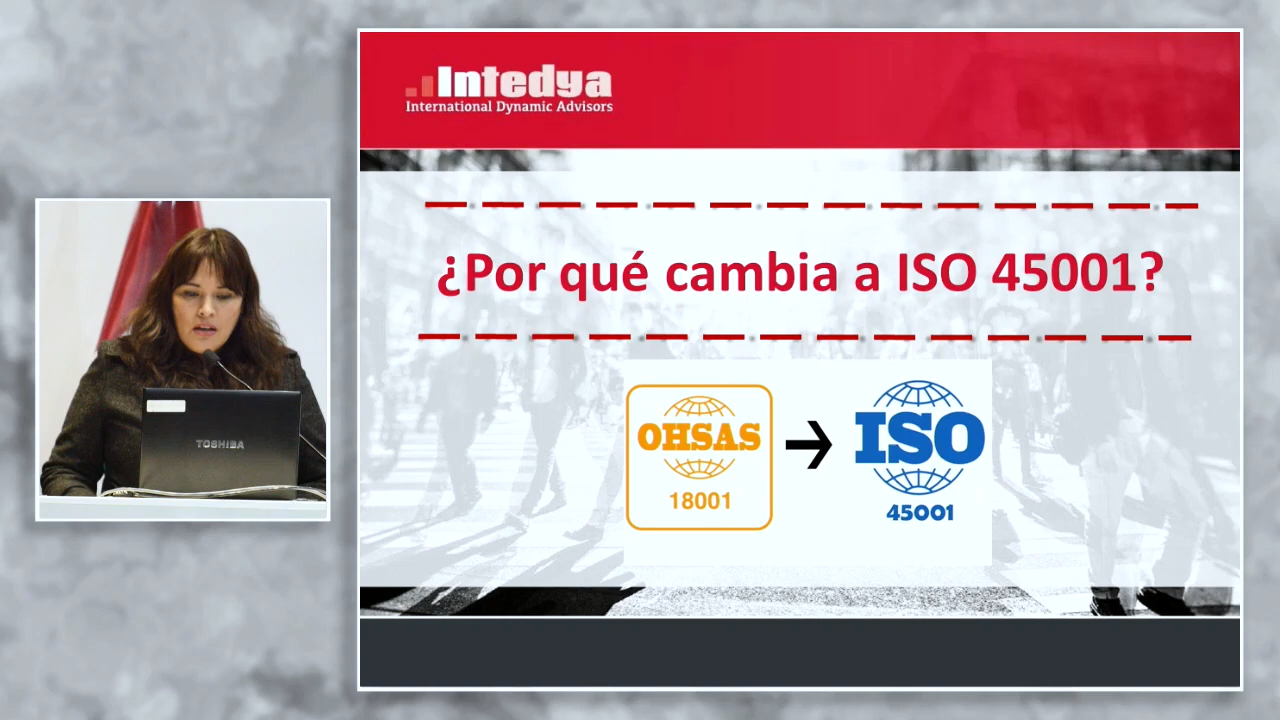 Intedya
International Dynamic Advisors
¿Por qué cambia a ISO 45001?
OHSAS
18001
ISO
45001
TOSHIBA